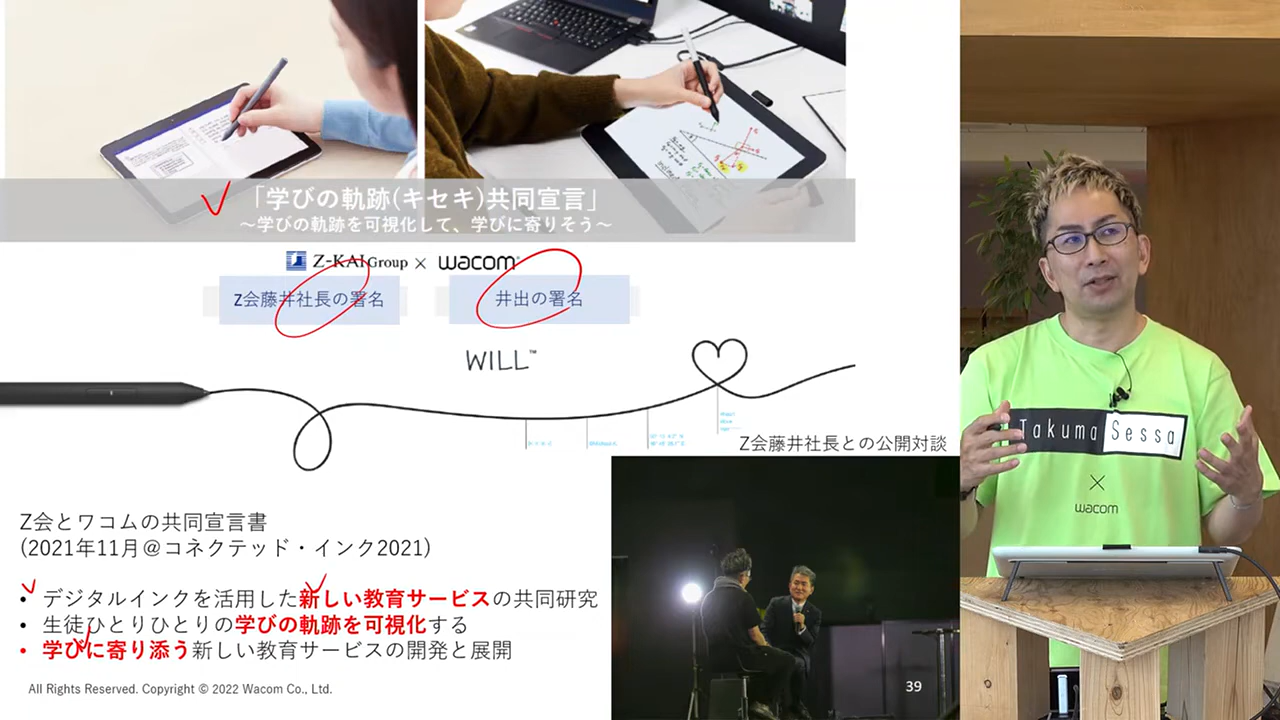 「学びの軌跡(キセキ)共同宣言」
～学びの軌跡を可視化して、学びに寄りそう～
Z-KAI Group × wacom®
Z会藤井社長の署名
井出の署名
WILL™
Z会藤井社長との公開対談
Z会とワコムの共同宣言書
(2021年11月@コネクテッド・インク2021)
• デジタルインクを活用した新しい教育サービスの共同研究
• 生徒ひとりひとりの学びの軌跡を可視化する
• 学びに寄り添う新しい教育サービスの開発と展開
All Rights Reserved. Copyright © 2022 Wacom Co., Ltd.
39
Takuma Sessa
×
wacom